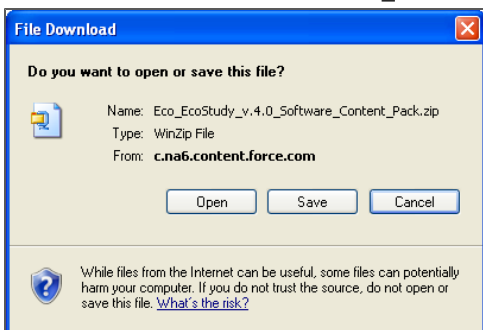 File Download
Do you want to open or save this file?
Name: Eco_EcoStudy_v.4.0_Software_Content_Pack.zip
Type: WinZip File
From: c.na6.content.force.com
Open Save Cancel
While files from the Internet can be useful, some files can potentially
harm your computer. If you do not trust the source, do not open or
save this file. What's the risk?